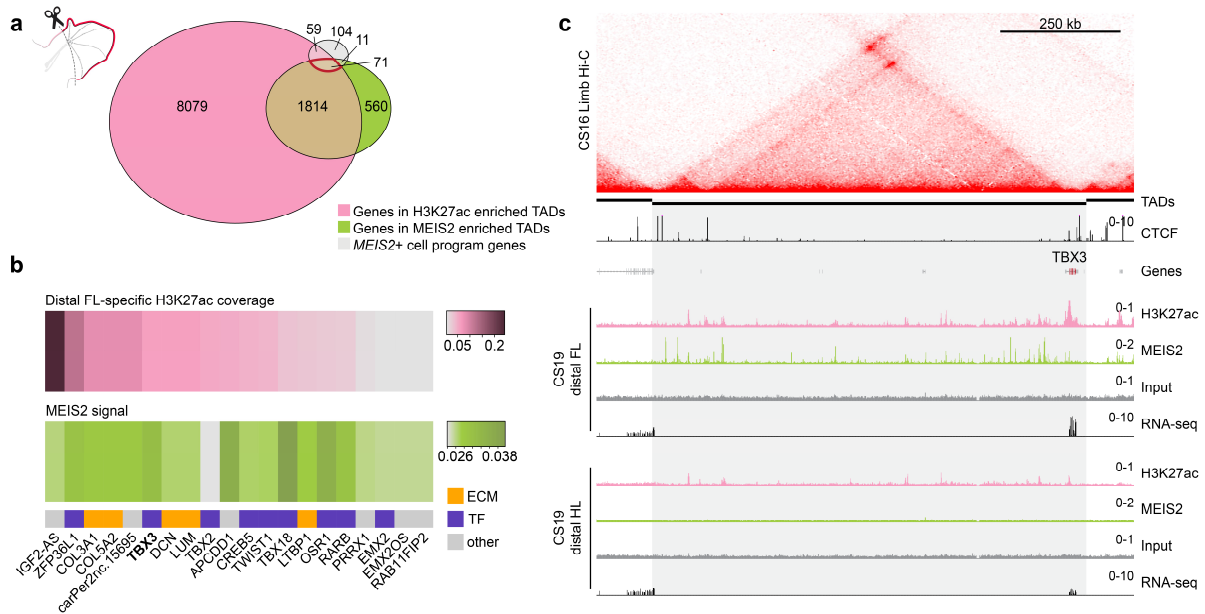 a
59
104
11
71
8079
1814
560
Genes in H3K27ac enriched TADs
Genes in MEIS2 enriched TADs
MEIS2+ cell program genes
b
Distal FL-specific H3K27ac coverage
0.05 0.2
MEIS2 signal
0.026 0.038
ECM
TF
other
IGF2-AS
ZFP36L1
COL3A1
COL5A2
carPer2nc.15695
TBX3
DCN
LUM
TBX2
APCDD1
CREB5
TWIST1
TBX18
LTBP1
OSR1
RARB
PRRX1
EMX2
EMX2OS
RAB11FIP2
c
250 kb
CS16 Limb Hi-C
TADs
0-10
CTCF
TBX3
Genes
CS19
distal FL
0-1
H3K27ac
0-2
MEIS2
0-1
Input
0-10
RNA-seq
CS19
distal HL
0-1
H3K27ac
0-2
MEIS2
0-1
Input
0-10
RNA-seq